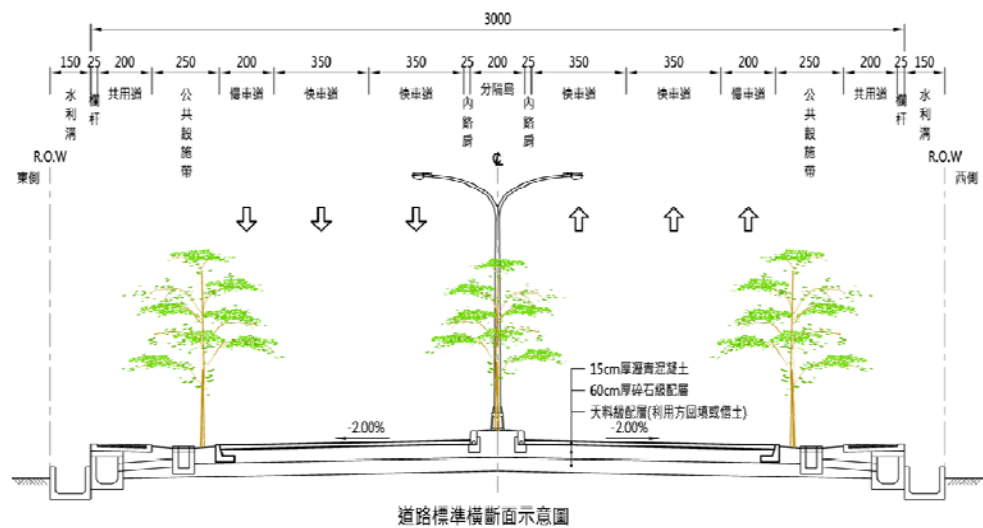 3000
150 25 200 250 200 350 350 25 200 25 350 350 200 250 200 25 150
水利溝 欄杆 共用道 公共設施帶 慢車道 快車道 快車道 內路肩 分隔島 內路肩 快車道 快車道 慢車道 公共設施帶 共用道 欄杆 水利溝
R.O.W ℄ R.O.W
東側 西側
15cm厚瀝青混凝土
60cm厚碎石級配層
天料級配層(利用方回填或借土)
-2.00% -2.00%
道路標準橫斷面示意圖